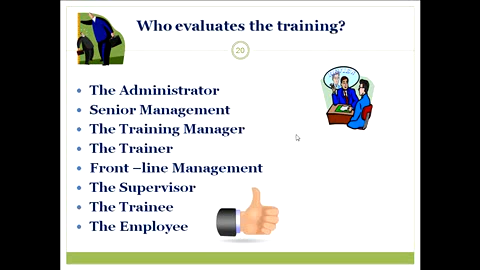 Who evaluates the training?
20
The Administrator
Senior Management
The Training Manager
The Trainer
Front –line Management
The Supervisor
The Trainee
The Employee